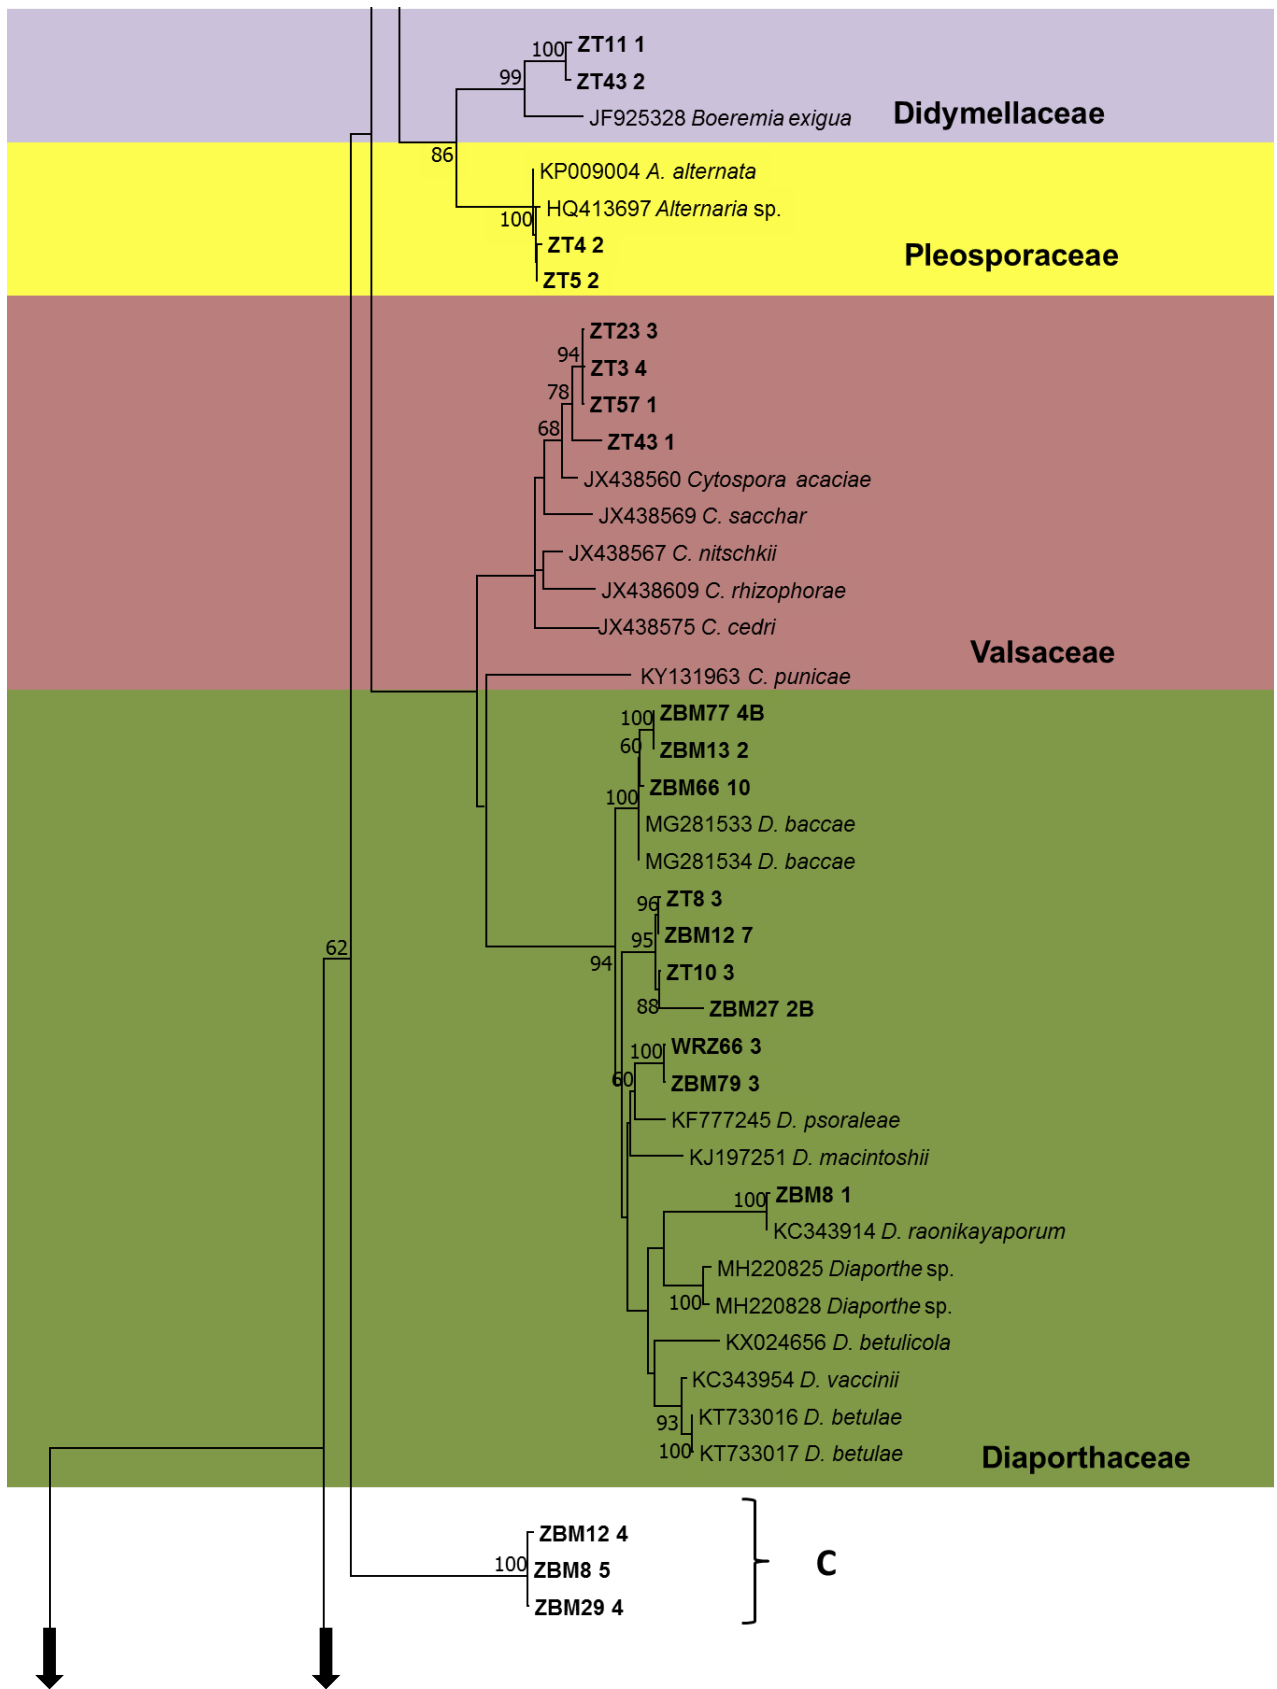 100 ZT11 1
99 ZT43 2
JF925328 Boeremia exigua
Didymellaceae
86
KP009004 A. alternata
HQ413697 Alternaria sp.
100
ZT4 2
Pleosporaceae
ZT5 2
ZT23 3
94
ZT3 4
78
ZT57 1
68
ZT43 1
JX438560 Cytospora acaciae
JX438569 C. sacchar
JX438567 C. nitschkii
JX438609 C. rhizophorae
JX438575 C. cedri
Valsaceae
KY131963 C. punicae
100 ZBM77 4B
60 ZBM13 2
ZBM66 10
100
MG281533 D. baccae
MG281534 D. baccae
96 ZT8 3
95 ZBM12 7
62
94
ZT10 3
88 ZBM27 2B
100 WRZ66 3
60 ZBM79 3
KF777245 D. psoraleae
KJ197251 D. macintoshii
100 ZBM8 1
KC343914 D. raonikayaporum
MH220825 Diaporthe sp.
100 MH220828 Diaporthe sp.
KX024656 D. betulicola
KC343954 D. vaccinii
93 KT733016 D. betulae
100 KT733017 D. betulae
Diaporthaceae
ZBM12 4
100 ZBM8 5
C
ZBM29 4